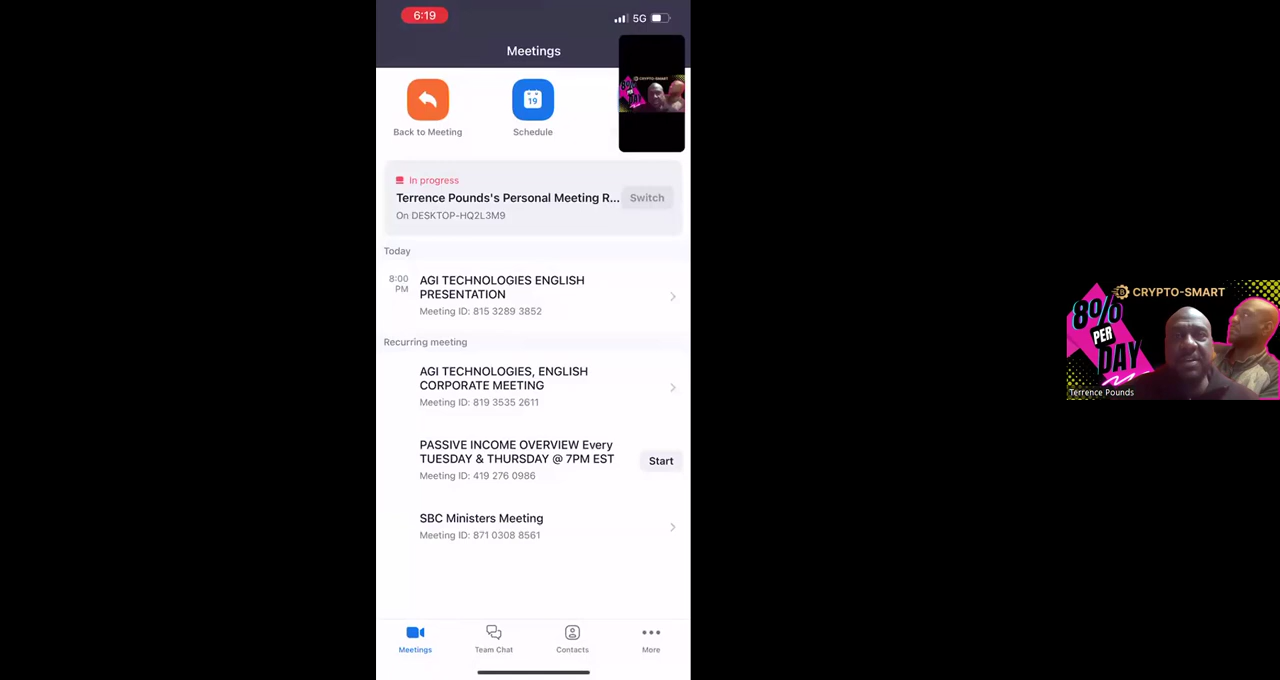 6:19
5G
Meetings
Back to Meeting
19
Schedule
In progress
Terrence Pounds's Personal Meeting R...
Switch
On DESKTOP-HQ2L3M9
Today
8:00
PM
AGI TECHNOLOGIES ENGLISH
PRESENTATION
Meeting ID: 815 3289 3852
Recurring meeting
AGI TECHNOLOGIES, ENGLISH
CORPORATE MEETING
Meeting ID: 819 3535 2611
PASSIVE INCOME OVERVIEW Every
TUESDAY & THURSDAY @ 7PM EST
Start
Meeting ID: 419 276 0986
SBC Ministers Meeting
Meeting ID: 871 0308 8561
Meetings
Team Chat
Contacts
More
CRYPTO-SMART
8%
PER
DAY
Terrence Pounds